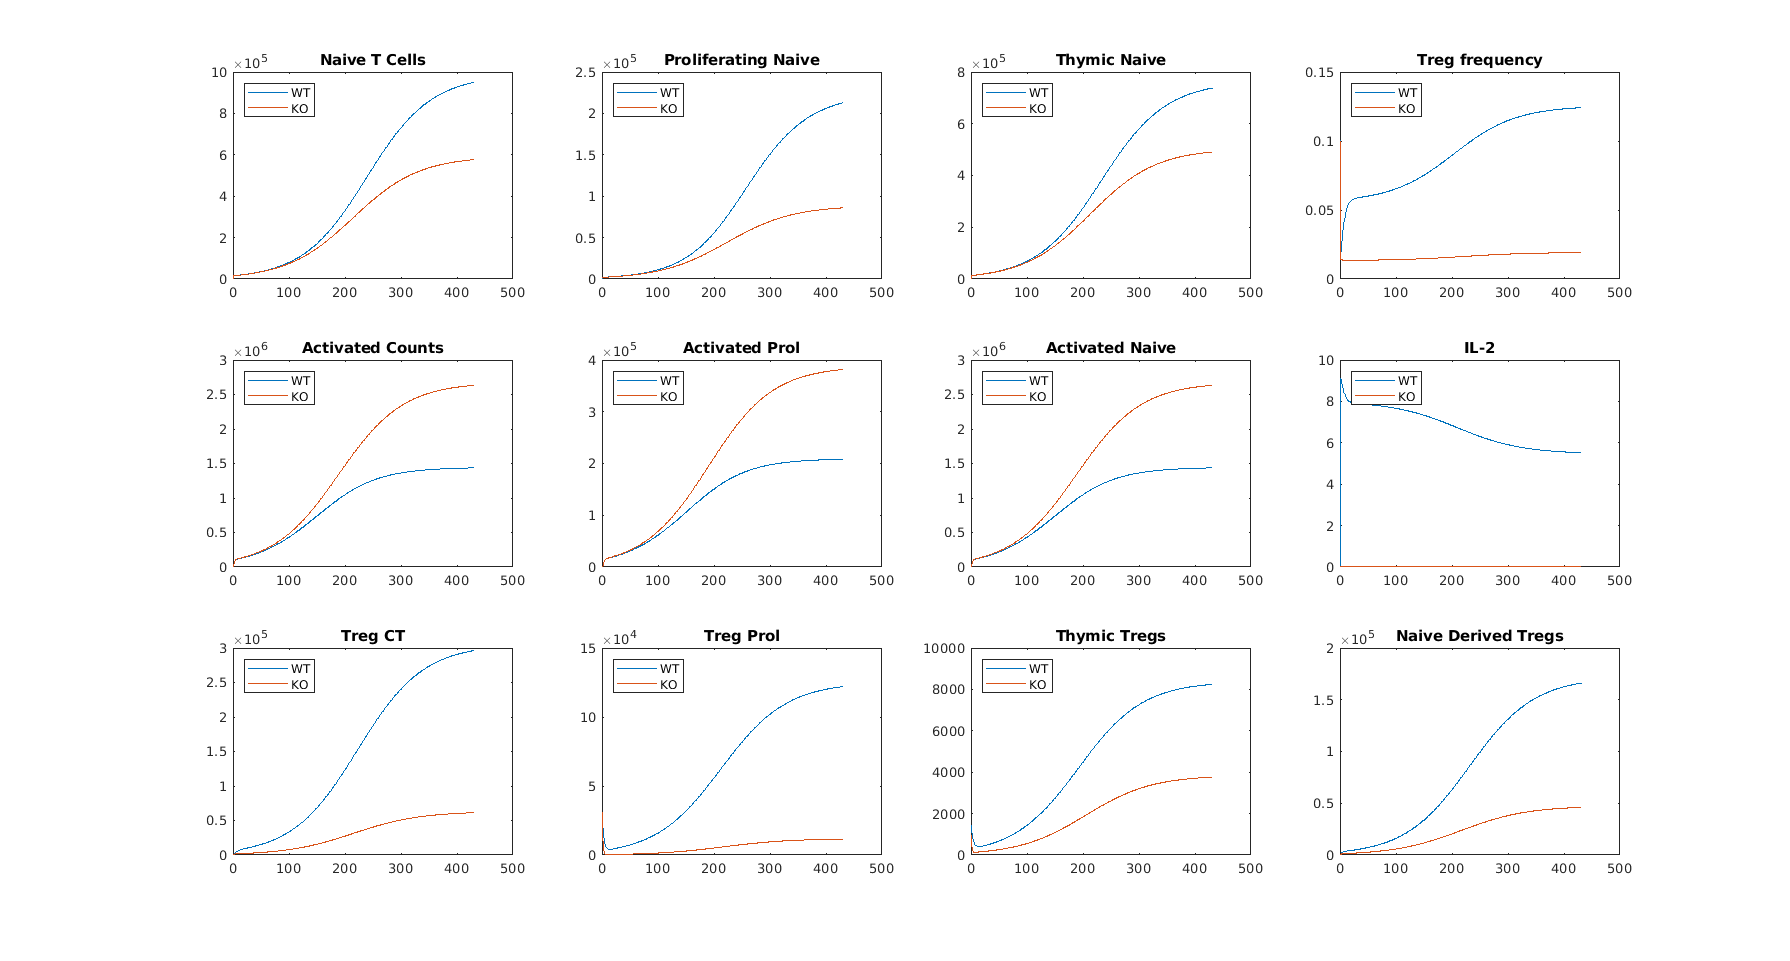 Naive T Cells
×10^5
10
8
6
4
2
0
0 100 200 300 400 500
WT
KO
Proliferating Naive
×10^5
2.5
2
1.5
1
0.5
0
0 100 200 300 400 500
WT
KO
Thymic Naive
×10^5
8
6
4
2
0
0 100 200 300 400 500
WT
KO
Treg frequency
0.15
0.1
0.05
0
0 100 200 300 400 500
WT
KO
Activated Counts
×10^6
3
2.5
2
1.5
1
0.5
0
0 100 200 300 400 500
WT
KO
Activated Prol
×10^5
4
3
2
1
0
0 100 200 300 400 500
WT
KO
Activated Naive
×10^6
3
2.5
2
1.5
1
0.5
0
0 100 200 300 400 500
WT
KO
IL-2
10
8
6
4
2
0
0 100 200 300 400 500
WT
KO
Treg CT
×10^5
3
2.5
2
1.5
1
0.5
0
0 100 200 300 400 500
WT
KO
Treg Prol
×10^4
15
10
5
0
0 100 200 300 400 500
WT
KO
Thymic Tregs
10000
8000
6000
4000
2000
0
0 100 200 300 400 500
WT
KO
Naive Derived Tregs
×10^5
2
1.5
1
0.5
0
0 100 200 300 400 500
WT
KO